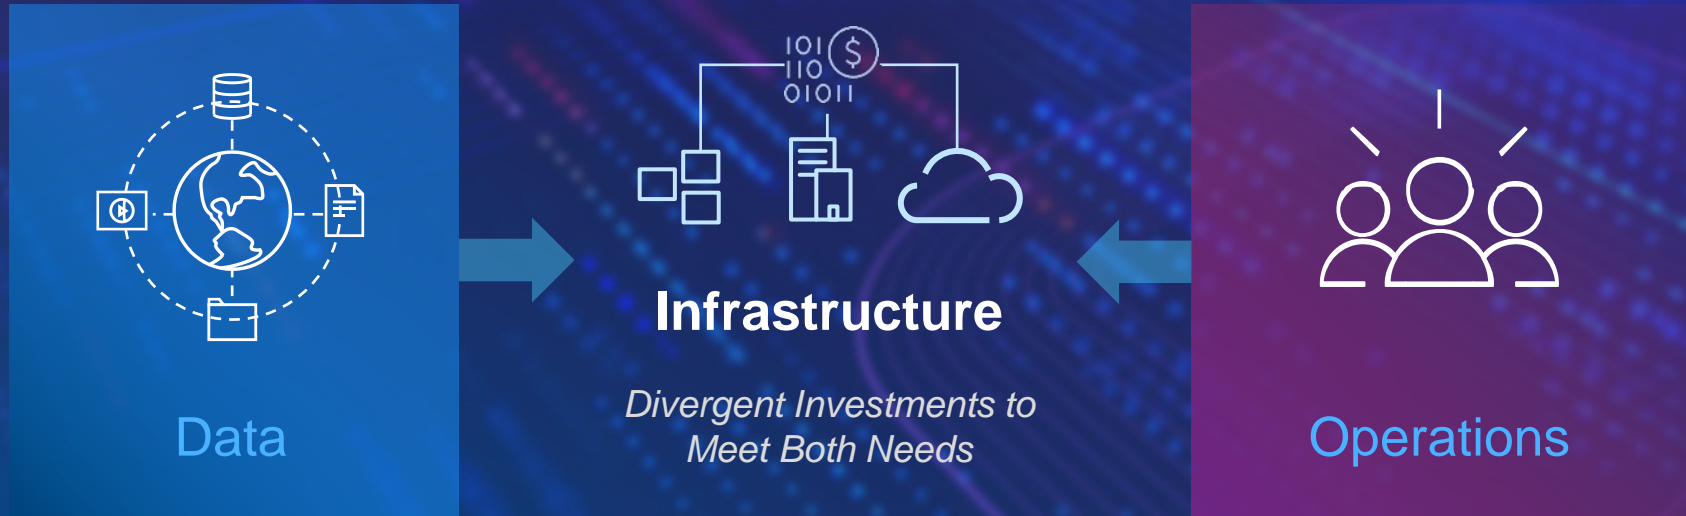 101
110
01011
$
Data
Infrastructure
Divergent Investments to
Meet Both Needs
Operations